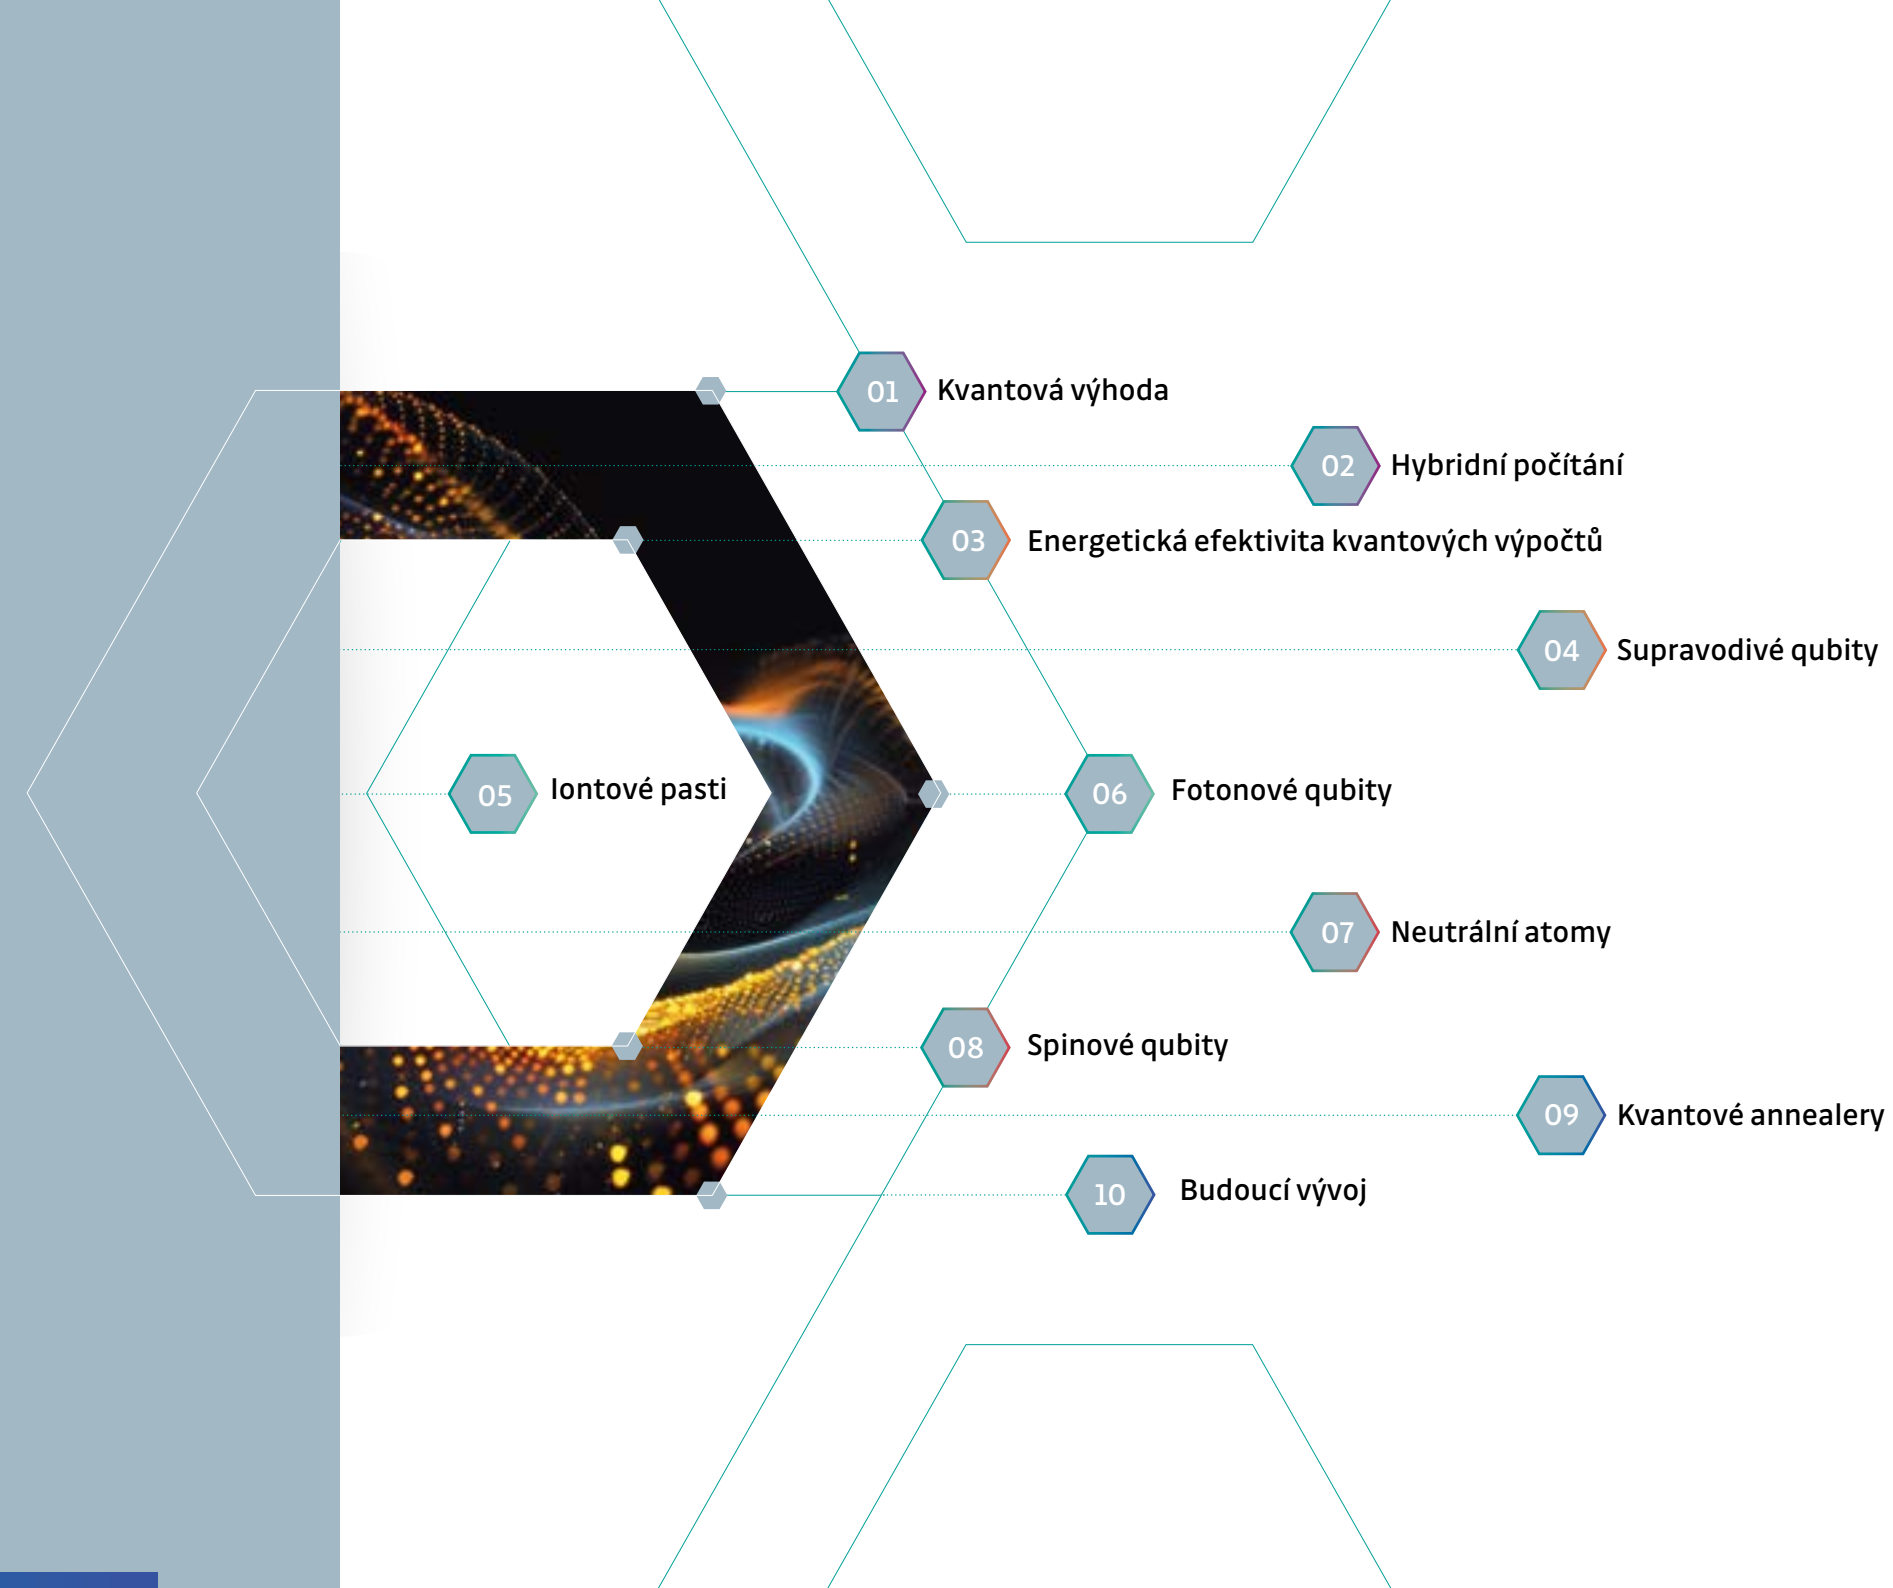 01 Kvantová výhoda
02 Hybridní počítání
03 Energetická efektivita kvantových výpočtů
04 Supravodivé qubity
05 Iontové pasti
06 Fotonové qubity
07 Neutrální atomy
08 Spinové qubity
09 Kvantové annealery
10 Budoucí vývoj